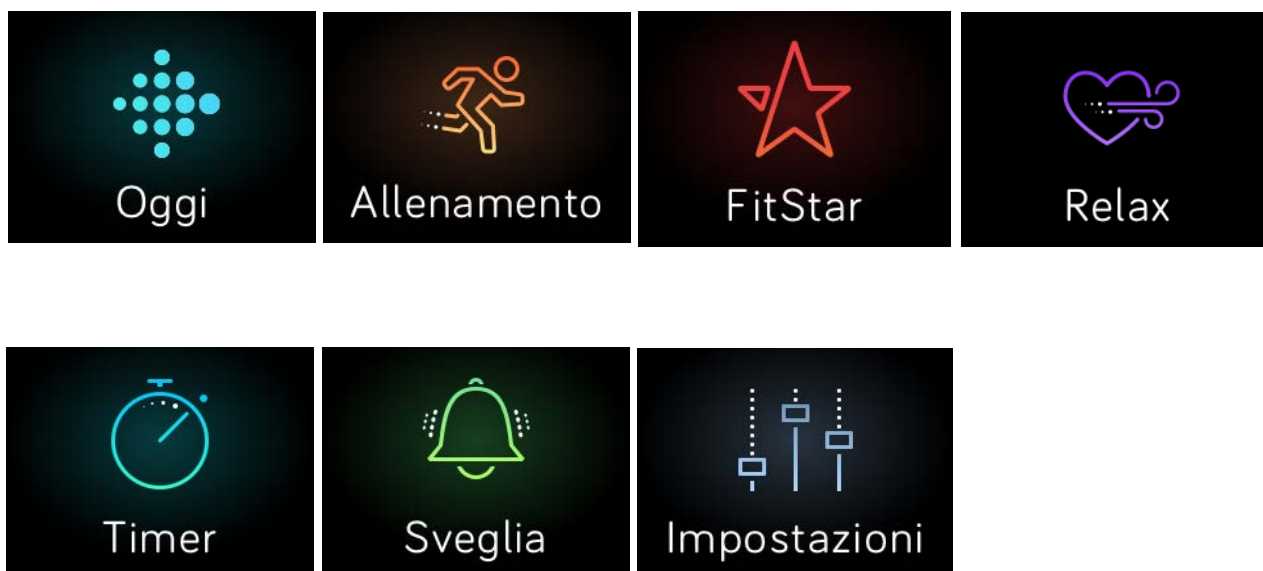 Oggi
Allenamento
FitStar
Relax
Timer
Sveglia
Impostazioni